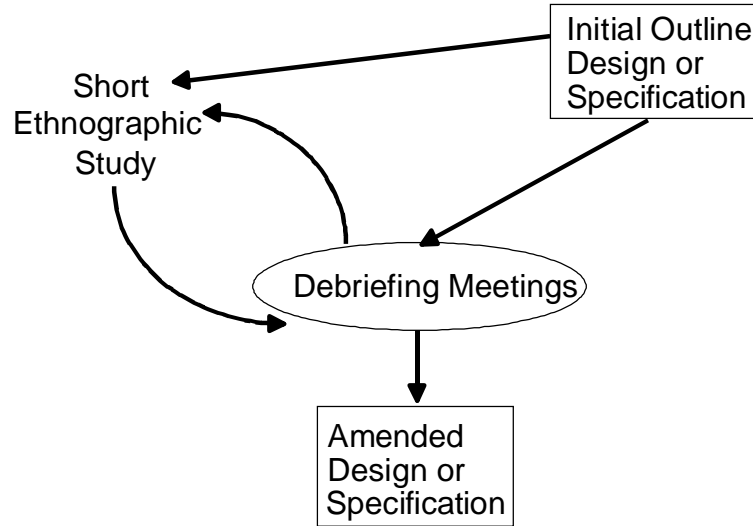 Initial Outline
Design or
Specification
Short
Ethnographic
Study
Debriefing Meetings
Amended
Design or
Specification